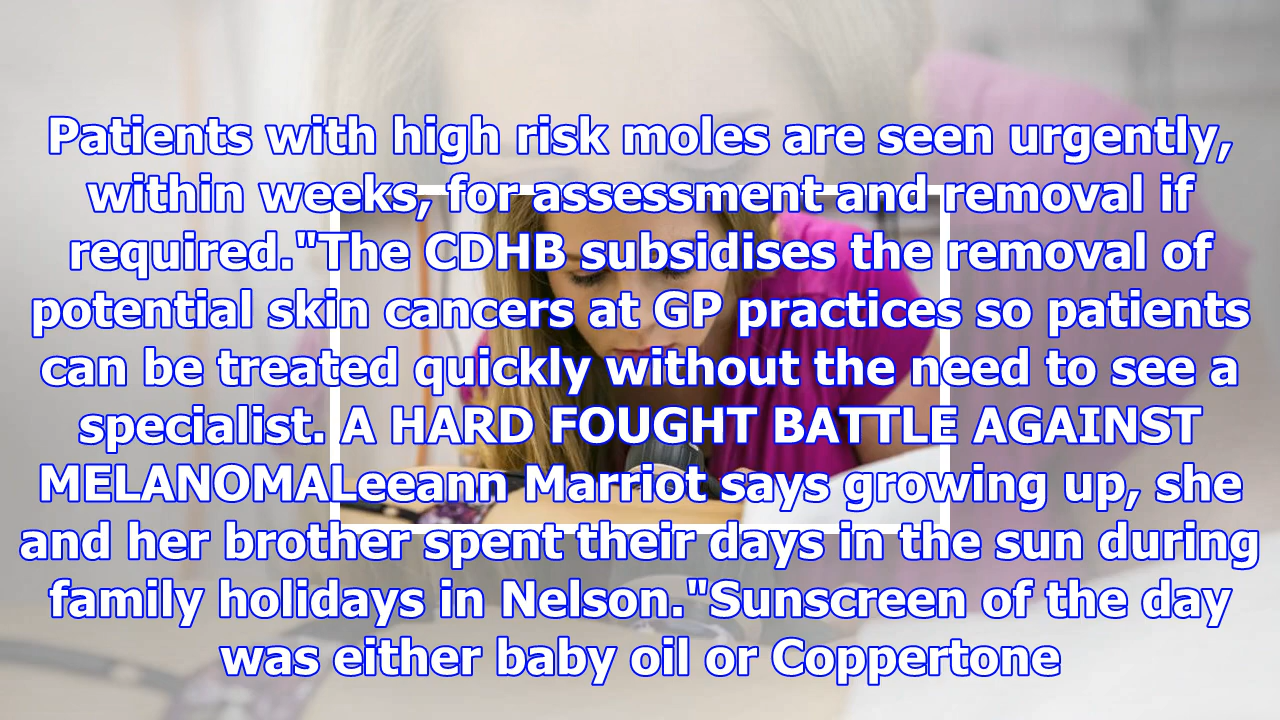 Patients with high risk moles are seen urgently,
within weeks, for assessment and removal if
required."The CDHB subsidises the removal of
potential skin cancers at GP practices so patients
can be treated quickly without the need to see a
specialist. A HARD FOUGHT BATTLE AGAINST
MELANOMALeeann Marriot says growing up, she
and her brother spent their days in the sun during
family holidays in Nelson."Sunscreen of the day
was either baby oil or Coppertone